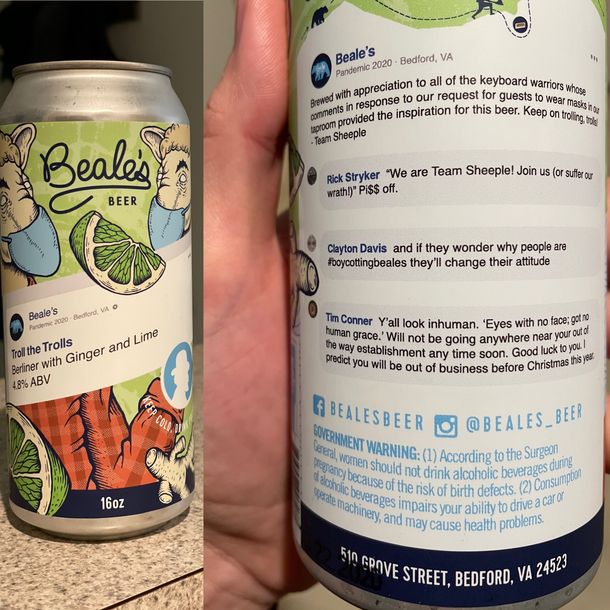 Beale's
BEER
Beale's
Pandemic 2020 · Bedford, VA
Troll the Trolls
Berliner with Ginger and Lime
4.8% ABV
KEEP COLD
16oz
Beale's
Pandemic 2020 · Bedford, VA
Brewed with appreciation to all of the keyboard warriors whose
comments in response to our request for guests to wear masks in our
taproom provided the inspiration for this beer. Keep on trolling, trolls!
- Team Sheeple
Rick Stryker "We are Team Sheeple! Join us (or suffer our
wrath!)" Pi$$ off.
Clayton Davis and if they wonder why people are
#boycottingbeales they'll change their attitude
Tim Conner Y'all look inhuman. 'Eyes with no face; got no
human grace.' Will not be going anywhere near your out of
the way establishment any time soon. Good luck to you. I
predict you will be out of business before Christmas this year.
BEALESBEER @BEALES_BEER
GOVERNMENT WARNING: (1) According to the Surgeon
General, women should not drink alcoholic beverages during
pregnancy because of the risk of birth defects. (2) Consumption
of alcoholic beverages impairs your ability to drive a car or
operate machinery, and may cause health problems.
510 GROVE STREET, BEDFORD, VA 24523